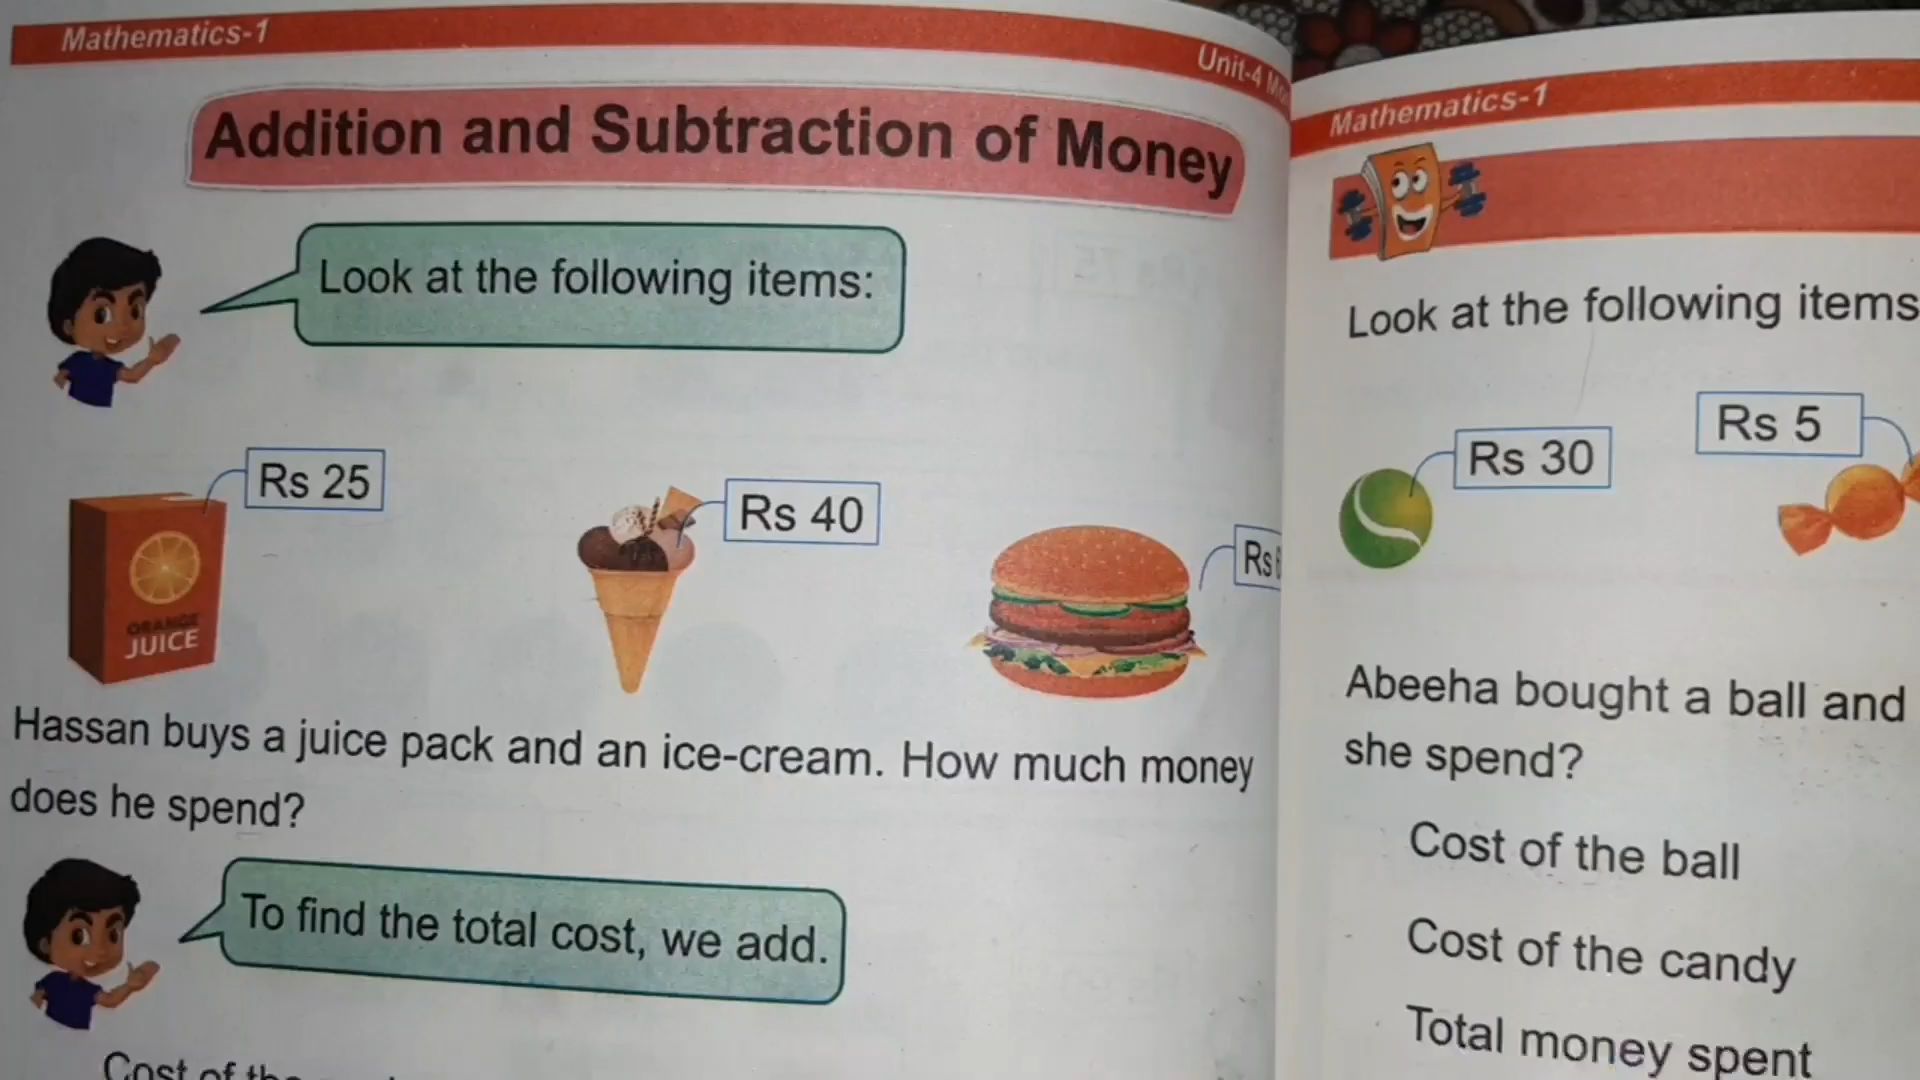 Mathematics-1
Unit-4
Addition and Subtraction of Money
Look at the following items:
Rs 25
Rs 40
Rs
ORANGE
JUICE
Hassan buys a juice pack and an ice-cream. How much money
does he spend?
To find the total cost, we add.
Cost of
Mathematics-1
Look at the following items
Rs 30
Rs 5
Abeeha bought a ball and
she spend?
Cost of the ball
Cost of the candy
Total money spent